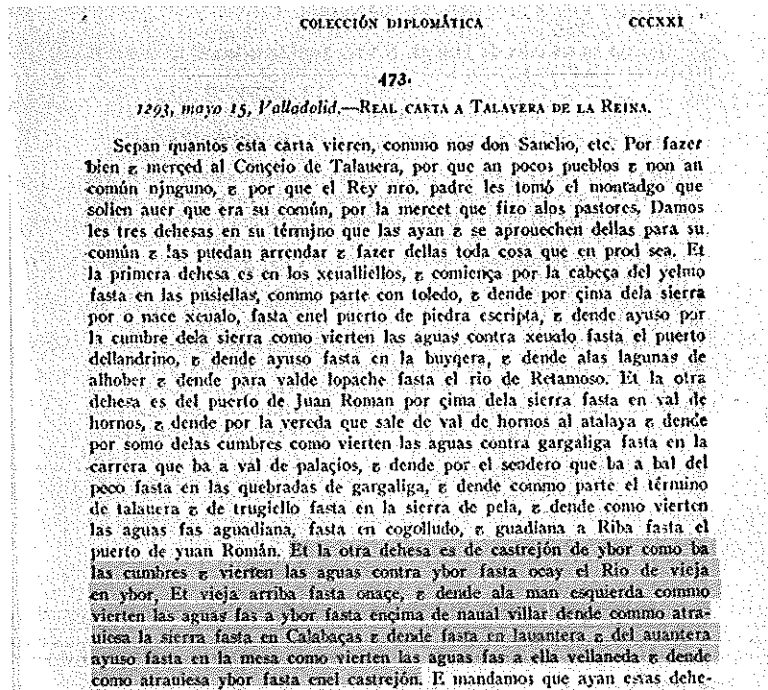 COLECCIÓN DIPLOMÁTICA CCCXXI
473.
1293, mayo 15, Valladolid.—REAL CARTA A TALAVERA DE LA REINA.
Sepan quantos esta carta vieren, commo nos don Sancho, etc. Por fazer
bien ε merçed al Conçeio de Talauera, por que an pocos pueblos ε non an
común njnguno, ε por que el Rey nro. padre les tomó el montadgo que
solien auer que era su común, por la mercet que fizo alos pastores, Damos
les tres dehesas en su térmjno que las ayan ε se aprouechen dellas para su
común ε las puedan arrendar ε fazer dellas toda cosa que en prod sea. Et
la primera dehesa es en los xeualliellos, ε comiença por la cabeça del yelmo
fasta en las pusiellas, commo parte con toledo, ε dende por çima dela sierra
por o nace xeualo, fasta enel puerto de piedra escripta, ε dende ayuso por
la cumbre dela sierra como vierten las aguas contra xeualo fasta el puerto
dellandrino, ε dende ayuso fasta en la buyqera, ε dende alas lagunas de
alhober ε dende para valde lopache fasta el rio de Retamoso. Et la otra
dehesa es del puerto de Juan Roman por çima dela sierra fasta en val de
hornos, ε dende por la vereda que sale de val de hornos al atalaya ε dende
por somo delas cumbres como vierten las aguas contra gargaliga fasta en la
carrera que ba a val de palaçios, ε dende por el sendero que ba a bal del
poco fasta en las quebradas de gargaliga, ε dende commo parte el término
de talauera ε de trugiello fasta en la sierra de pela, ε dende como vierten
las aguas fas aguadiana, fasta en cogolludo, ε guadiana a Riba fasta el
puerto de yuan Román. Et la otra dehesa es de castrejón de ybor como ba
las cumbres ε vierten las aguas contra ybor fasta ocay el Rio de vieja
en ybor, Et vieja arriba fasta onaçe, ε dende ala man esquerda commo
vierten las aguas fas a ybor fasta ençima de naual villar dende commo atra-
uiesa la sierra fasta en Calabaças ε dende fasta en lauantera ε del auantera
ayuso fasta en la mesa como vierten las aguas fas a ella vellaneda ε dende
como atrauiesa ybor fasta enel castrejón. E mandamos que ayan estas dehe-